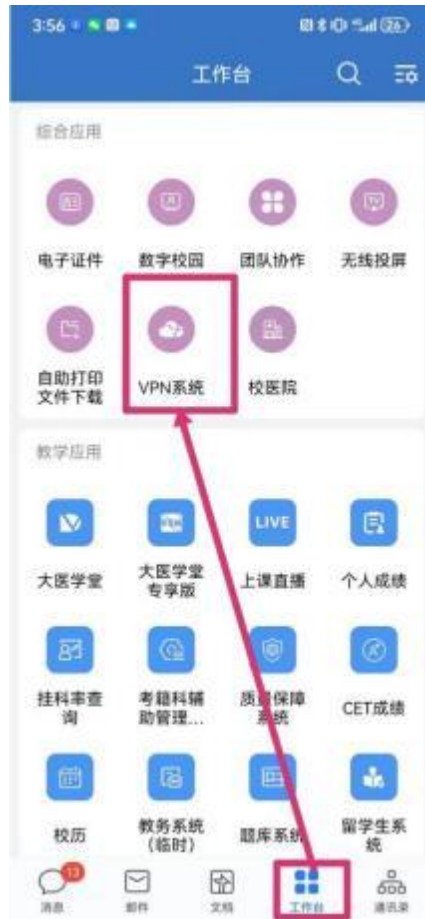 3:56
26
工作台
综合应用
电子证件
数字校园
团队协作
无线投屏
自助打印
文件下载
VPN系统
校医院
教学应用
LIVE
大医学堂
大医学堂
专享版
上课直播
个人成绩
挂科率查
询
考籍科辅
助管理...
质量保障
系统
CET成绩
校历
教务系统
(临时)
题库系统
留学生系
统
13
消息
邮件
文档
工作台
通讯录